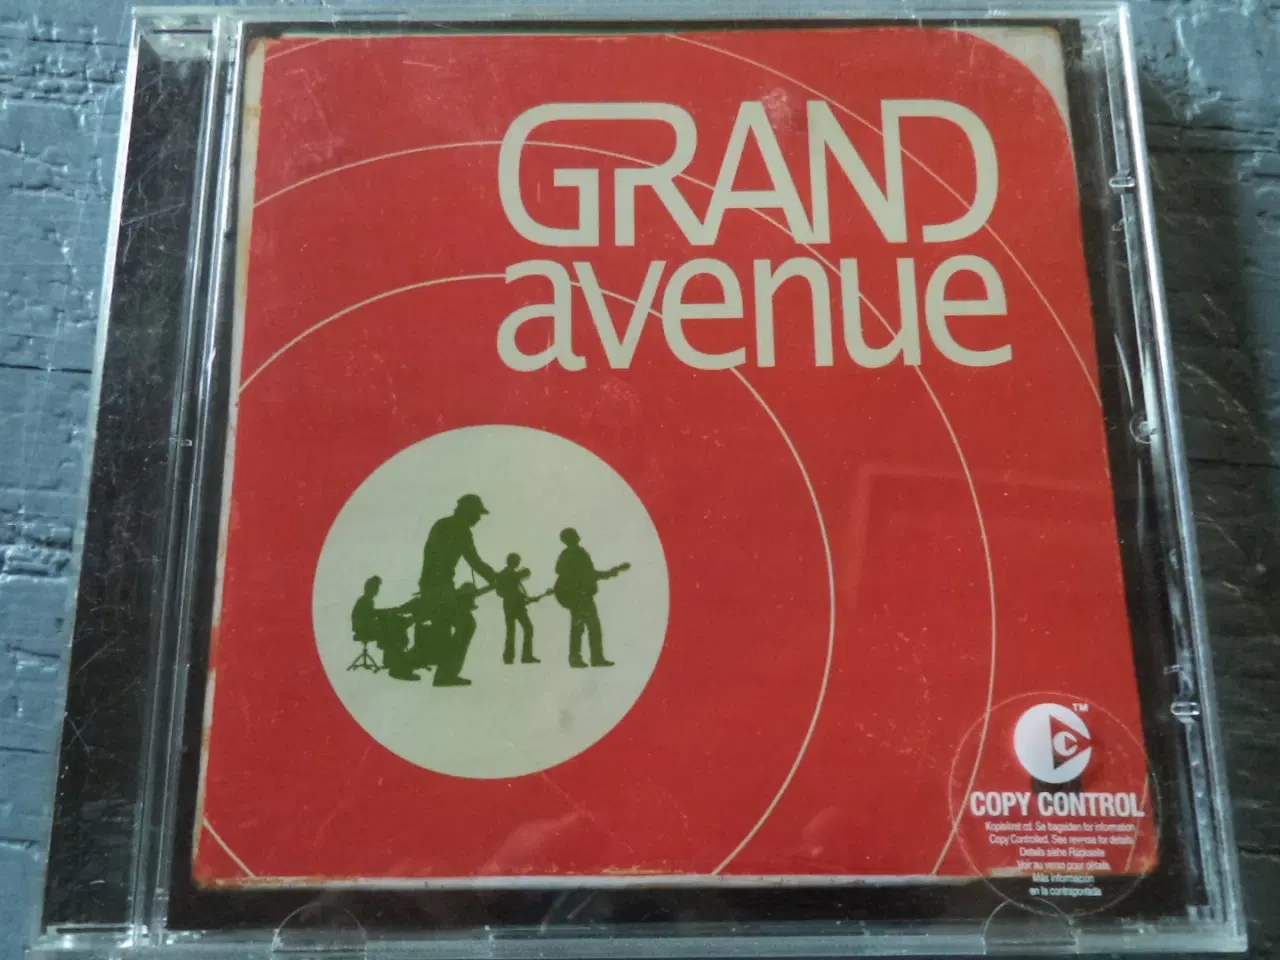 GRAND
avenue
TM
C
COPY CONTROL
Kopisikret cd. Se bagsiden for information
Copy Controlled. See reverse for details
Details siehe Rückseite
Voir au verso pour détails
Más información
en la contraportada